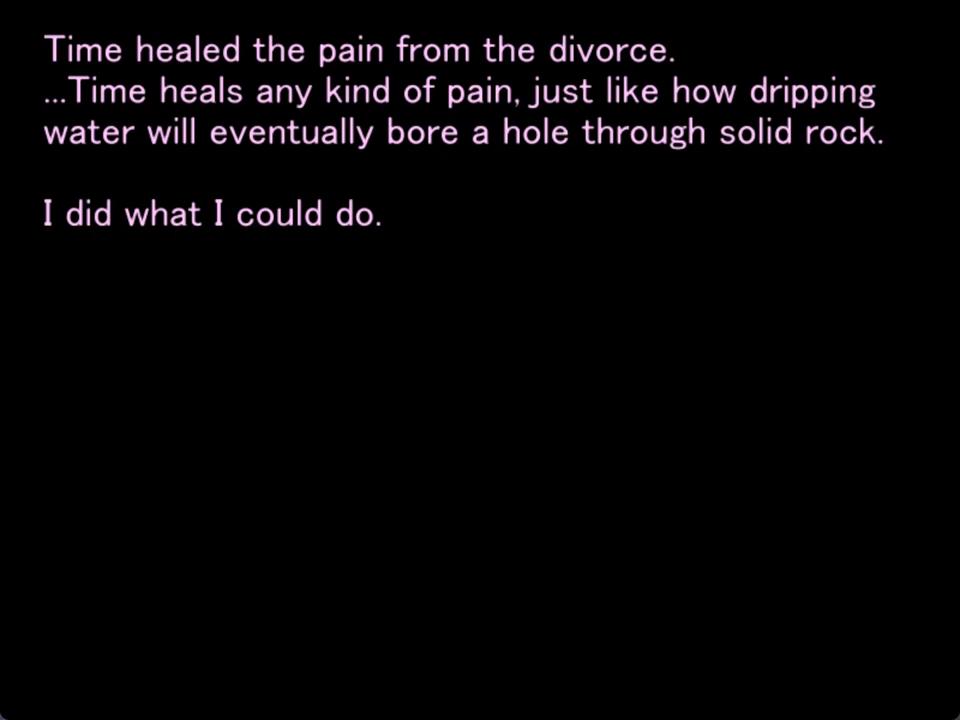 Time healed the pain from the divorce.
...Time heals any kind of pain, just like how dripping
water will eventually bore a hole through solid rock.
I did what I could do.